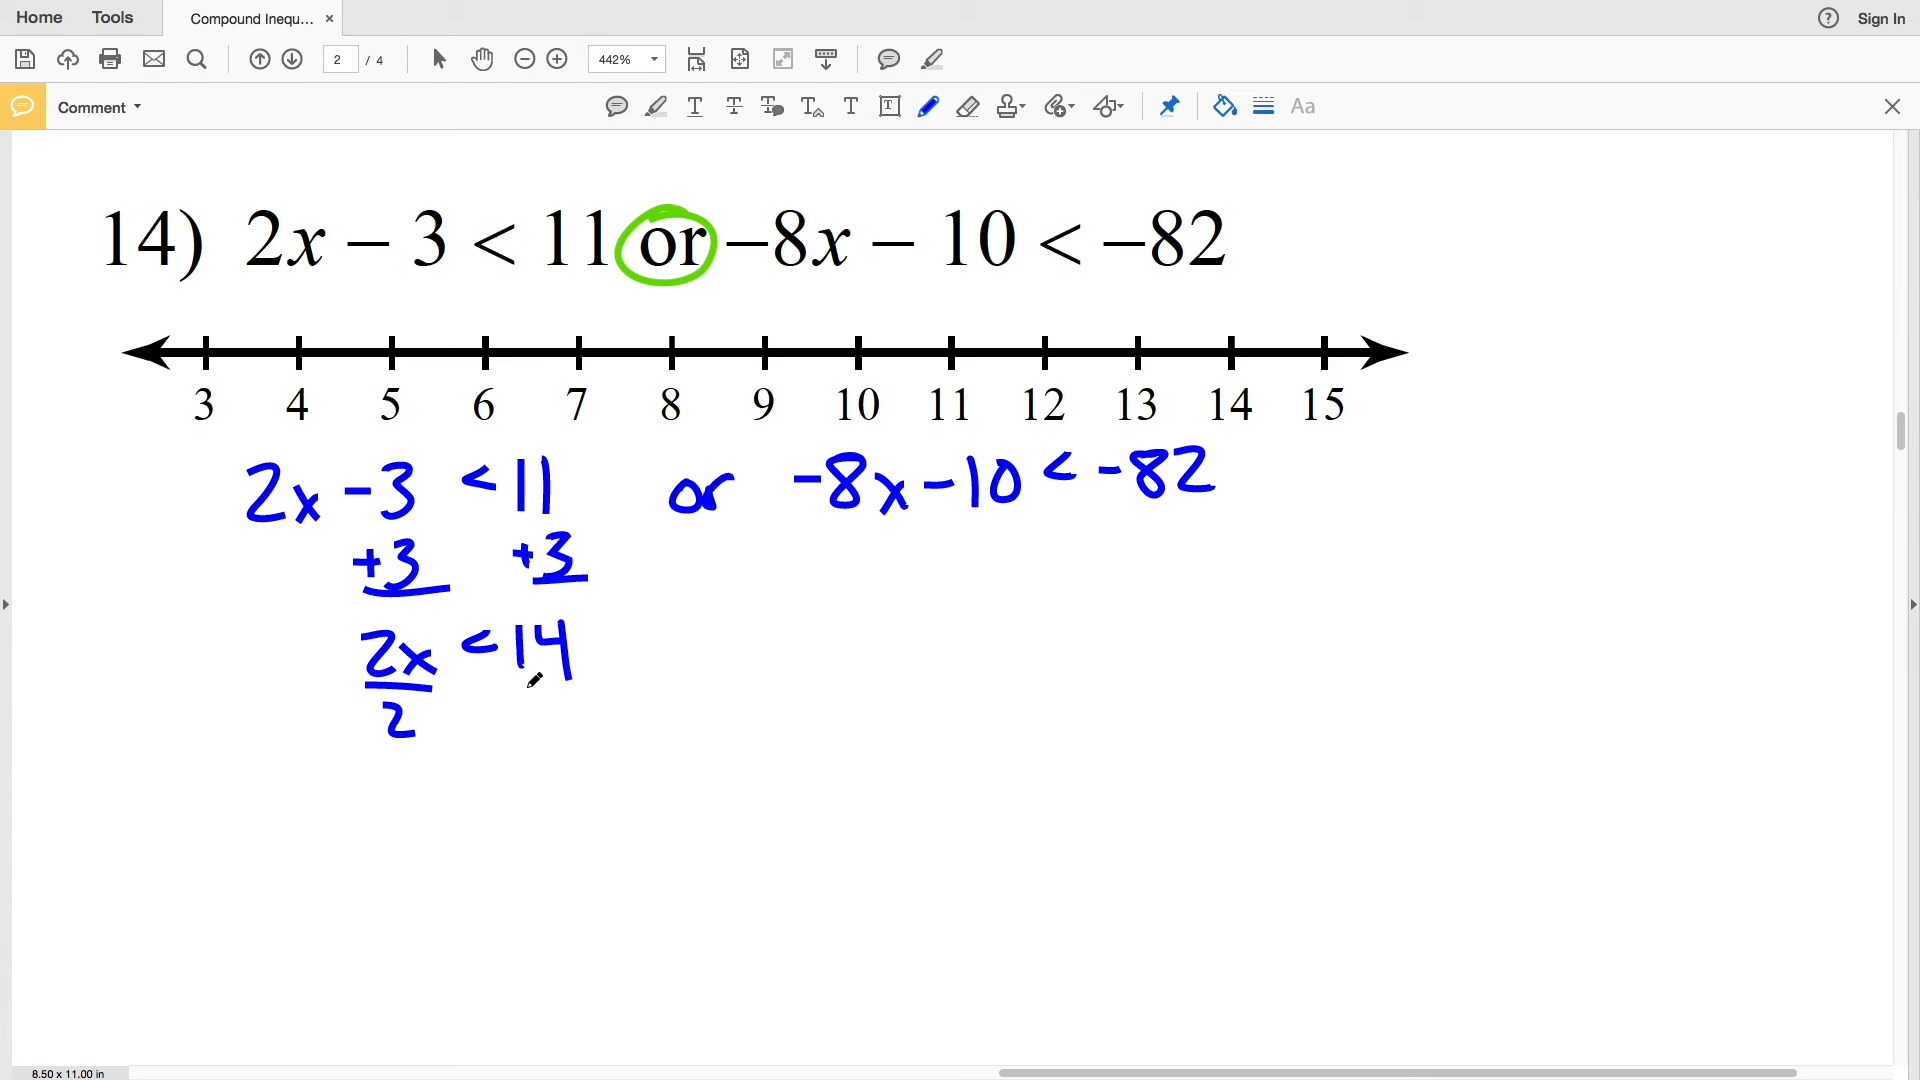 Home Tools Compound Inequ... × ? Sign In
2 / 4 442%
Comment T T T T T T Aa
14) 2x − 3 < 11 or −8x − 10 < −82
3 4 5 6 7 8 9 10 11 12 13 14 15
2x - 3 < 11 or -8x - 10 < -82
+3 +3
2x < 14
2
8.50 x 11.00 in